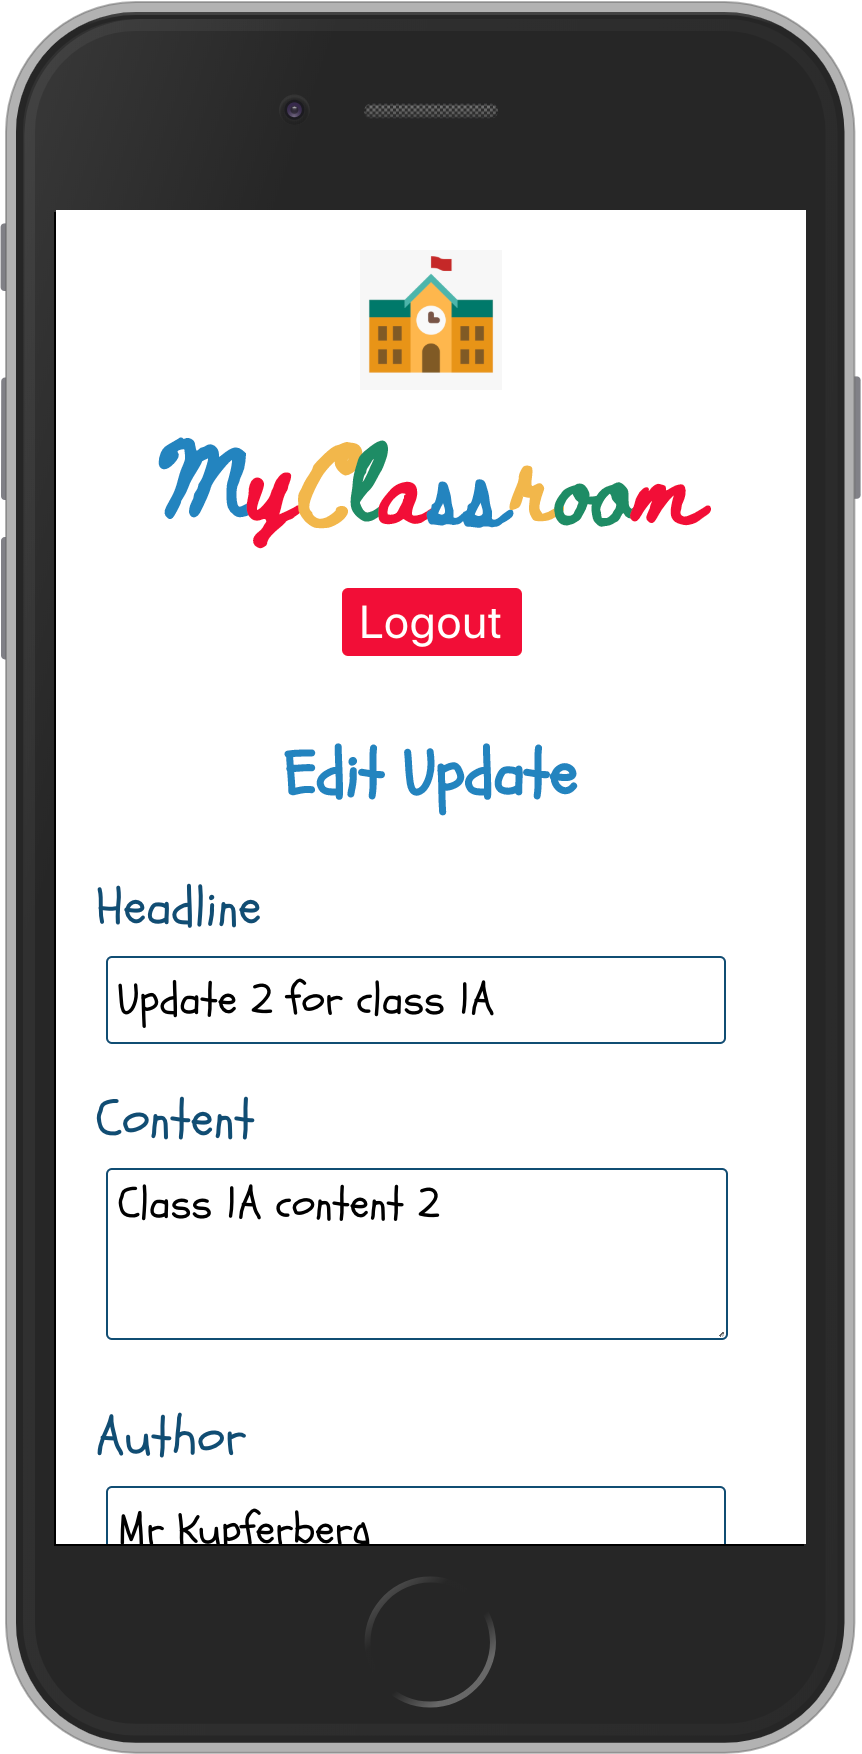 MyClassroom
Logout
Edit Update
Headline
Update 2 for class 1A
Content
Class 1A content 2
Author
Mr Kupferberg